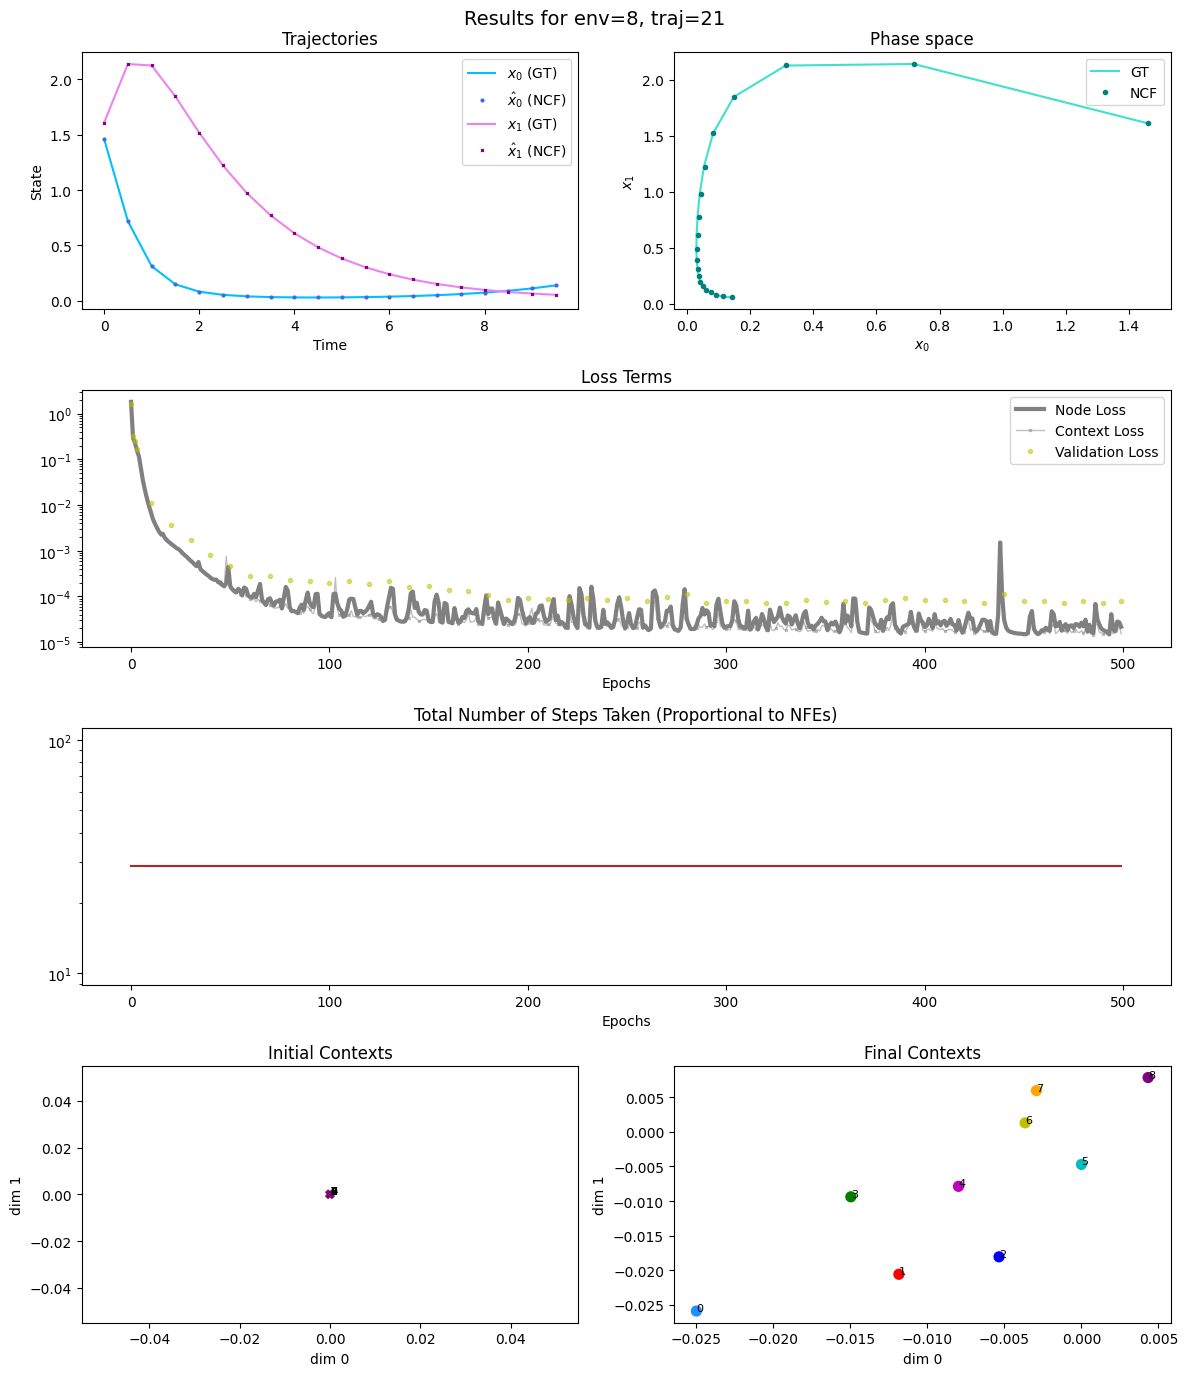 Results for env=8, traj=21
Trajectories
Phase space
2.0
1.5
1.0
0.5
0.0
State
0
2
4
6
8
Time
x₀ (GT)
x̂₀ (NCF)
x₁ (GT)
x̂₁ (NCF)
2.0
1.5
1.0
0.5
0.0
x₁
0.0
0.2
0.4
0.6
0.8
1.0
1.2
1.4
x₀
GT
NCF
Loss Terms
10⁰
10⁻¹
10⁻²
10⁻³
10⁻⁴
10⁻⁵
0
100
200
300
400
500
Epochs
Node Loss
Context Loss
Validation Loss
Total Number of Steps Taken (Proportional to NFEs)
10²
10¹
0
100
200
300
400
500
Epochs
Initial Contexts
Final Contexts
0.04
0.02
0.00
−0.02
−0.04
dim 1
−0.04
−0.02
0.00
0.02
0.04
dim 0
0.005
0.000
−0.005
−0.010
−0.015
−0.020
−0.025
dim 1
8
7
6
5
4
3
2
1
0
−0.025
−0.020
−0.015
−0.010
−0.005
0.000
0.005
dim 0